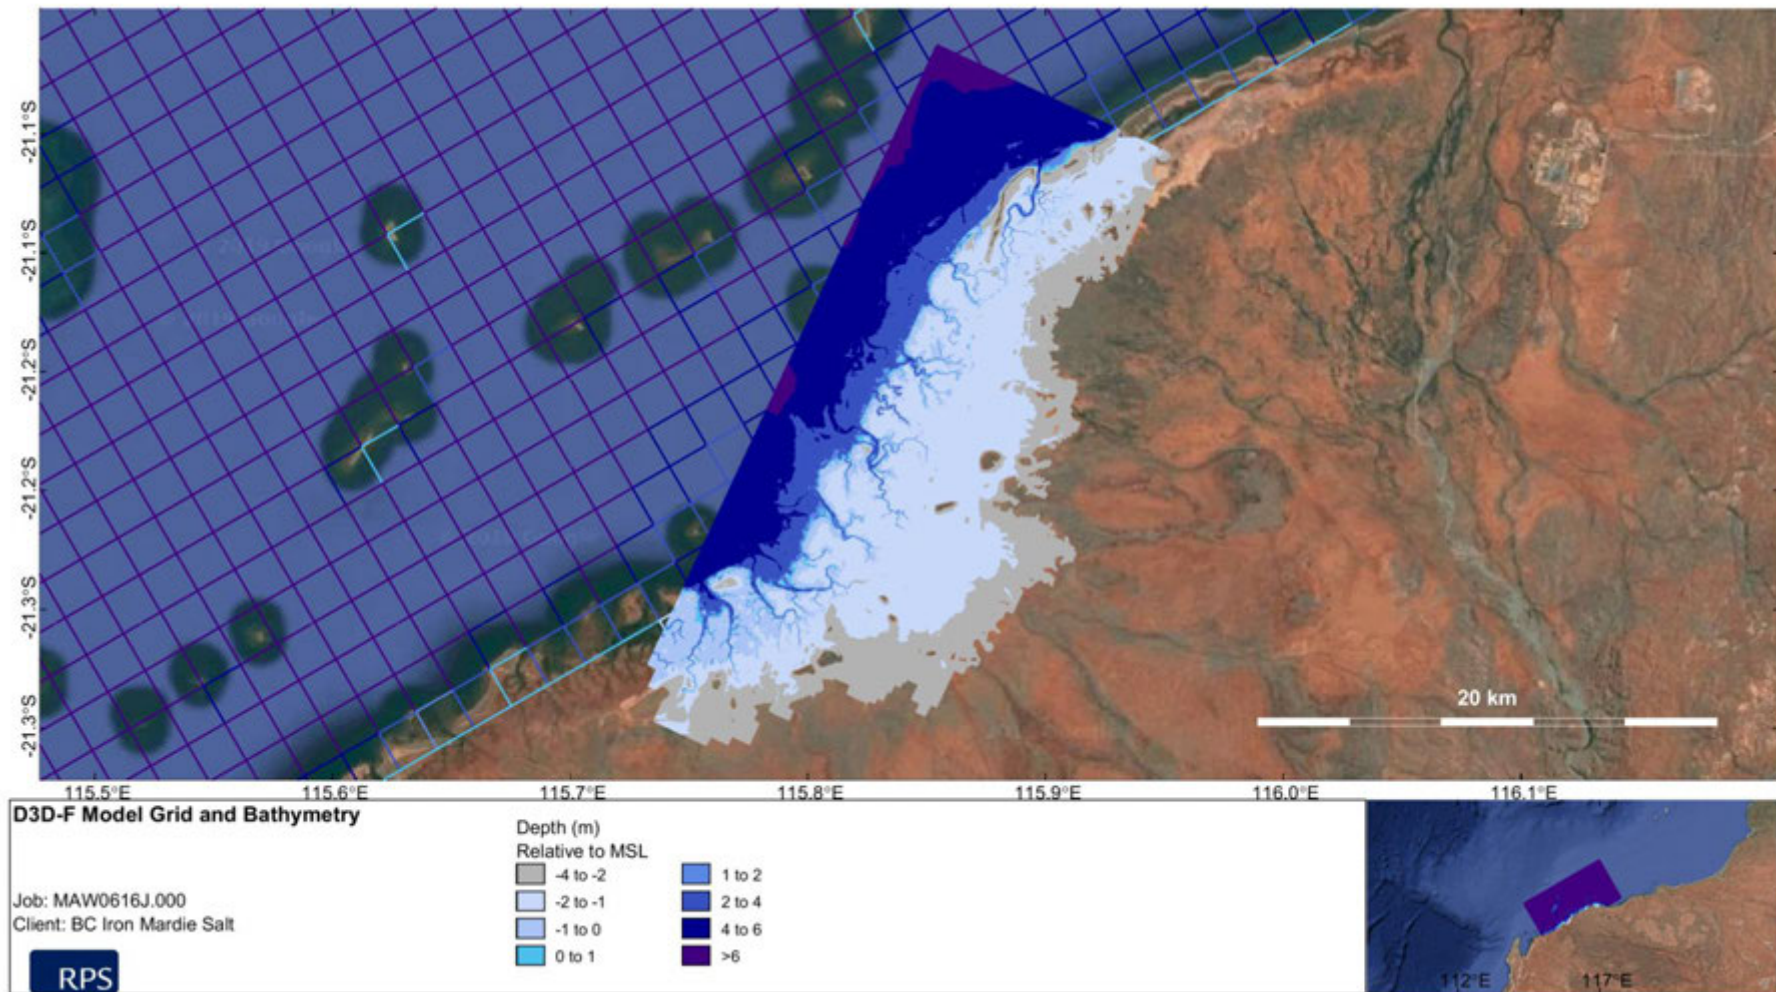 -21.1°S
-21.1°S
-21.2°S
-21.2°S
-21.3°S
-21.3°S
20 km
115.5°E 115.6°E 115.7°E 115.8°E 115.9°E 116.0°E 116.1°E
D3D-F Model Grid and Bathymetry
Job: MAW0616J.000
Client: BC Iron Mardie Salt
RPS
Depth (m)
Relative to MSL
-4 to -2
-2 to -1
-1 to 0
0 to 1
1 to 2
2 to 4
4 to 6
>6
112°E 117°E